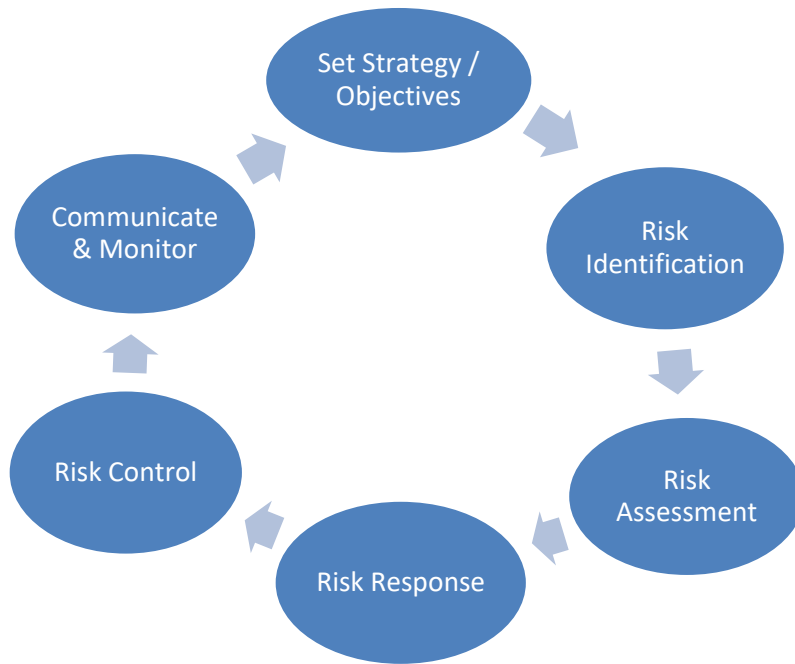 Set Strategy /
Objectives
Risk
Identification
Risk
Assessment
Risk Response
Risk Control
Communicate
& Monitor